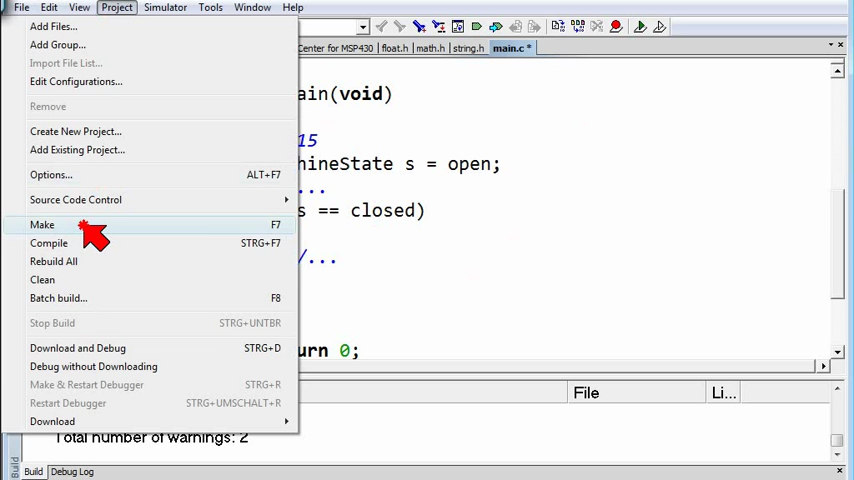 File Edit View Project Simulator Tools Window Help
Add Files...
Add Group...
Import File List...
Edit Configurations...
Remove
Create New Project...
Add Existing Project...
Options... ALT+F7
Source Code Control
Make F7
Compile STRG+F7
Rebuild All
Clean
Batch build... F8
Stop Build STRG+UNTBR
Download and Debug STRG+D
Debug without Downloading
Make & Restart Debugger STRG+R
Restart Debugger STRG+UMSCHALT+R
Download
Center for MSP430 float.h math.h string.h main.c *
ain(void)
15
hineState s = open;
...
s == closed)
/...
urn 0;
File Li...
Total number of warnings: 2
Build
Build Debug Log